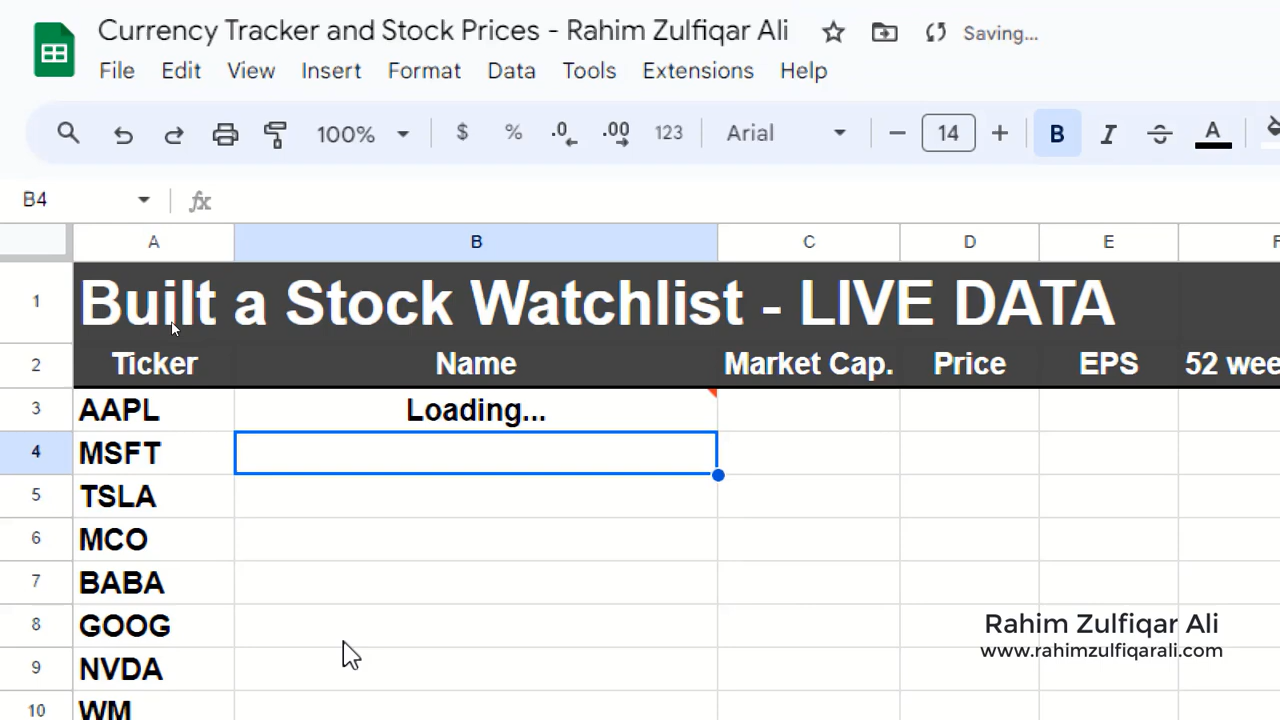 Currency Tracker and Stock Prices - Rahim Zulfiqar Ali Saving...
File Edit View Insert Format Data Tools Extensions Help
100% $ % .0 .00 123 Arial 14 B I S A
B4 fx
A B C D E F
1 Built a Stock Watchlist - LIVE DATA
2 Ticker Name Market Cap. Price EPS 52 wee
3 AAPL Loading...
4 MSFT
5 TSLA
6 MCO
7 BABA
8 GOOG
9 NVDA
10 WM
Rahim Zulfiqar Ali
www.rahimzulfiqarali.com